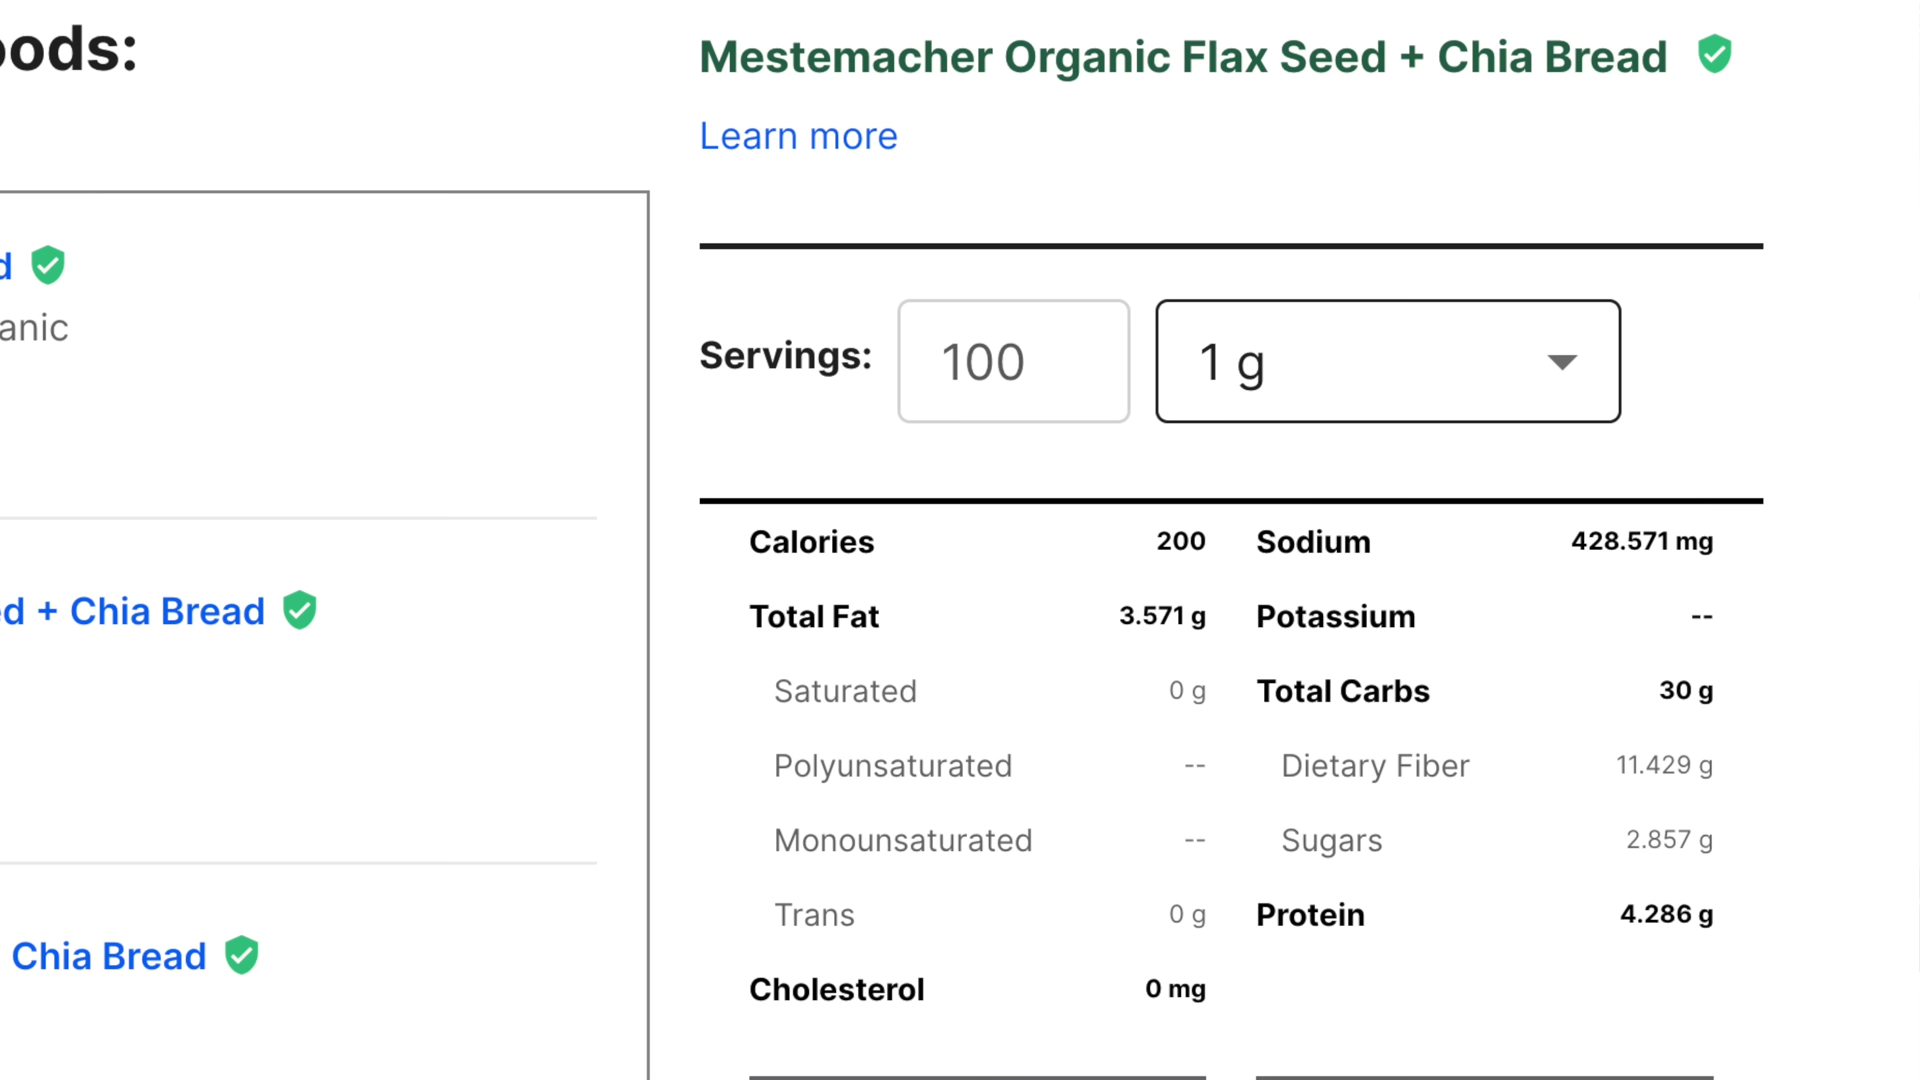 oods:
d
anic
ed + Chia Bread
Chia Bread
Mestemacher Organic Flax Seed + Chia Bread
Learn more
Servings: 100 1 g
Calories 200
Total Fat 3.571 g
Saturated 0 g
Polyunsaturated --
Monounsaturated --
Trans 0 g
Cholesterol 0 mg
Sodium 428.571 mg
Potassium --
Total Carbs 30 g
Dietary Fiber 11.429 g
Sugars 2.857 g
Protein 4.286 g